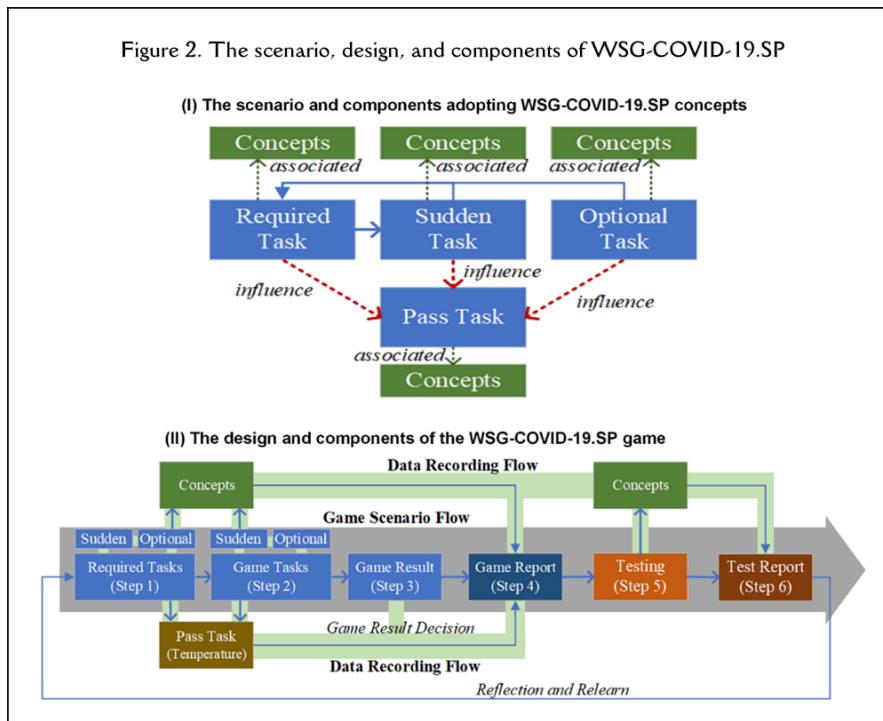 Figure 2. The scenario, design, and components of WSG-COVID-19.SP
(I) The scenario and components adopting WSG-COVID-19.SP concepts
Concepts
Concepts
Concepts
associated
associated
associated
Required
Task
Sudden
Task
Optional
Task
influence
influence
influence
Pass Task
associated
Concepts
(II) The design and components of the WSG-COVID-19.SP game
Data Recording Flow
Concepts
Concepts
Game Scenario Flow
Sudden
Optional
Sudden
Optional
Required Tasks
(Step 1)
Game Tasks
(Step 2)
Game Result
(Step 3)
Game Report
(Step 4)
Testing
(Step 5)
Test Report
(Step 6)
Pass Task
(Temperature)
Game Result Decision
Data Recording Flow
Reflection and Relearn